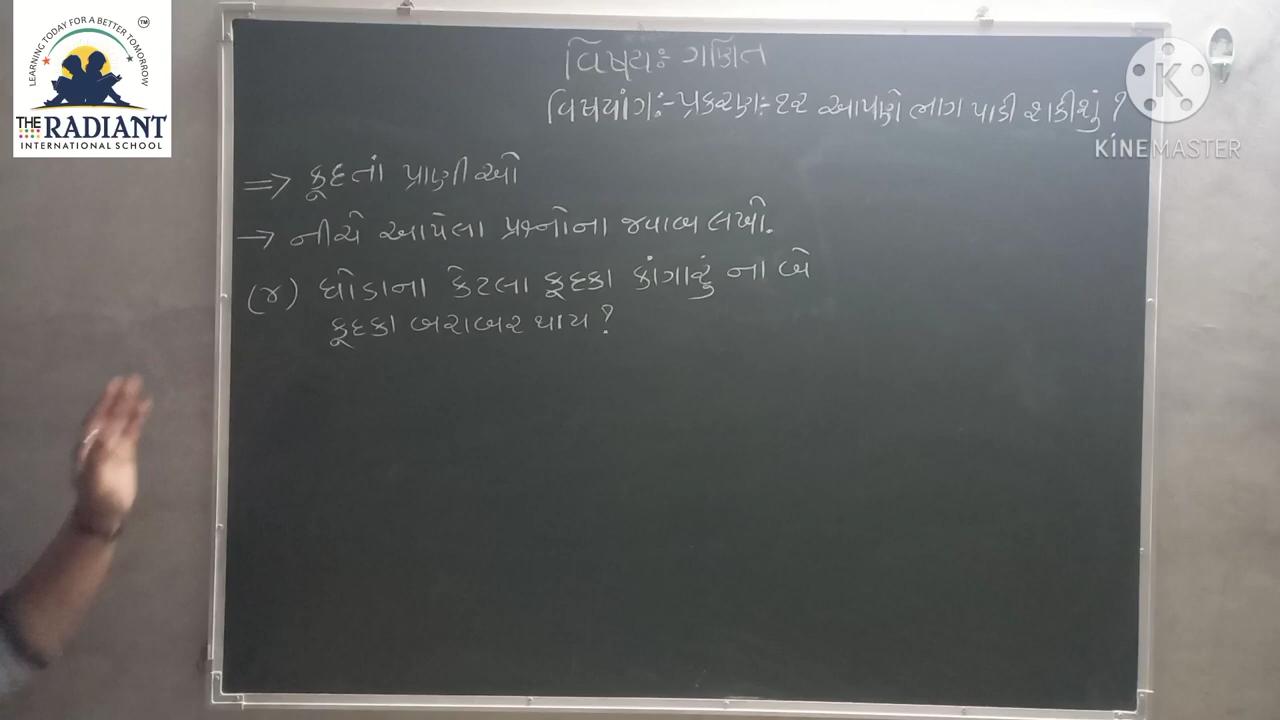 LEARNING TODAY FOR A BETTER TOMORROW
TM
THE RADIANT
INTERNATIONAL SCHOOL
K
KINEMASTER
વિષય: ગણિત
વિષયાંગ:- પ્રકરણ:- ૧૨ આપણે ભાગ પાડી શકીશું ?
=> કૂદતાં પ્રાણીઓ
→ નીચે આપેલા પ્રશ્નોના જવાબ લખો.
(૪) ઘોડાના કેટલા કૂદકા કાંગારું ના બે
કૂદકા બરાબર થાય ?